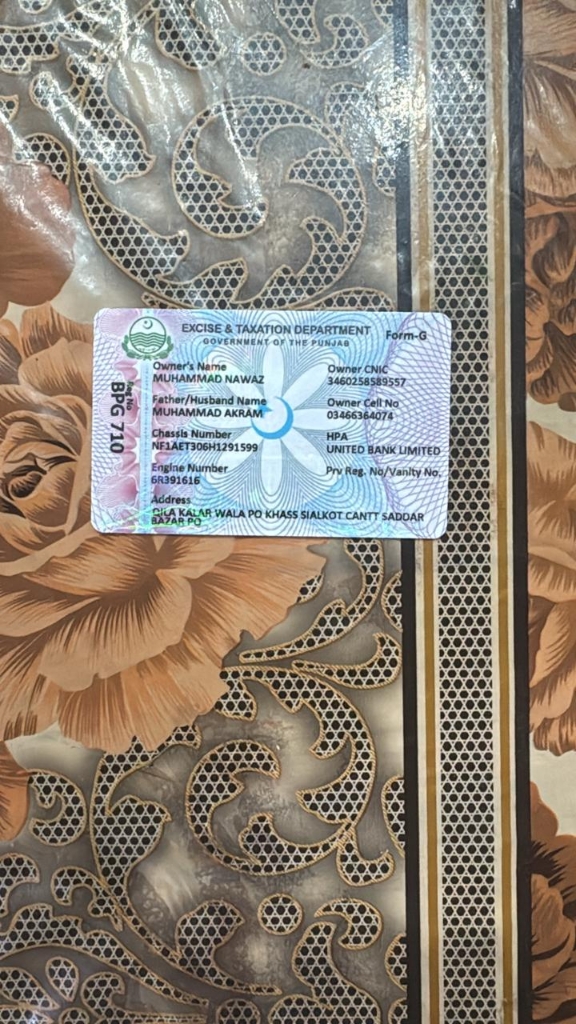 EXCISE & TAXATION DEPARTMENT Form-G
GOVERNMENT OF THE PUNJAB
Reg No
BPG 710
Owner's Name
MUHAMMAD NAWAZ
Owner CNIC
3460258589557
Father/Husband Name
MUHAMMAD AKRAM
Owner Cell No
03466364074
Chassis Number
NF1AET306H1291599
HPA
UNITED BANK LIMITED
Engine Number
6R391616
Prv Reg. No/Vanity No.
Address
QILA KALAR WALA PO KHASS SIALKOT CANTT SADDAR
BAZAR PO